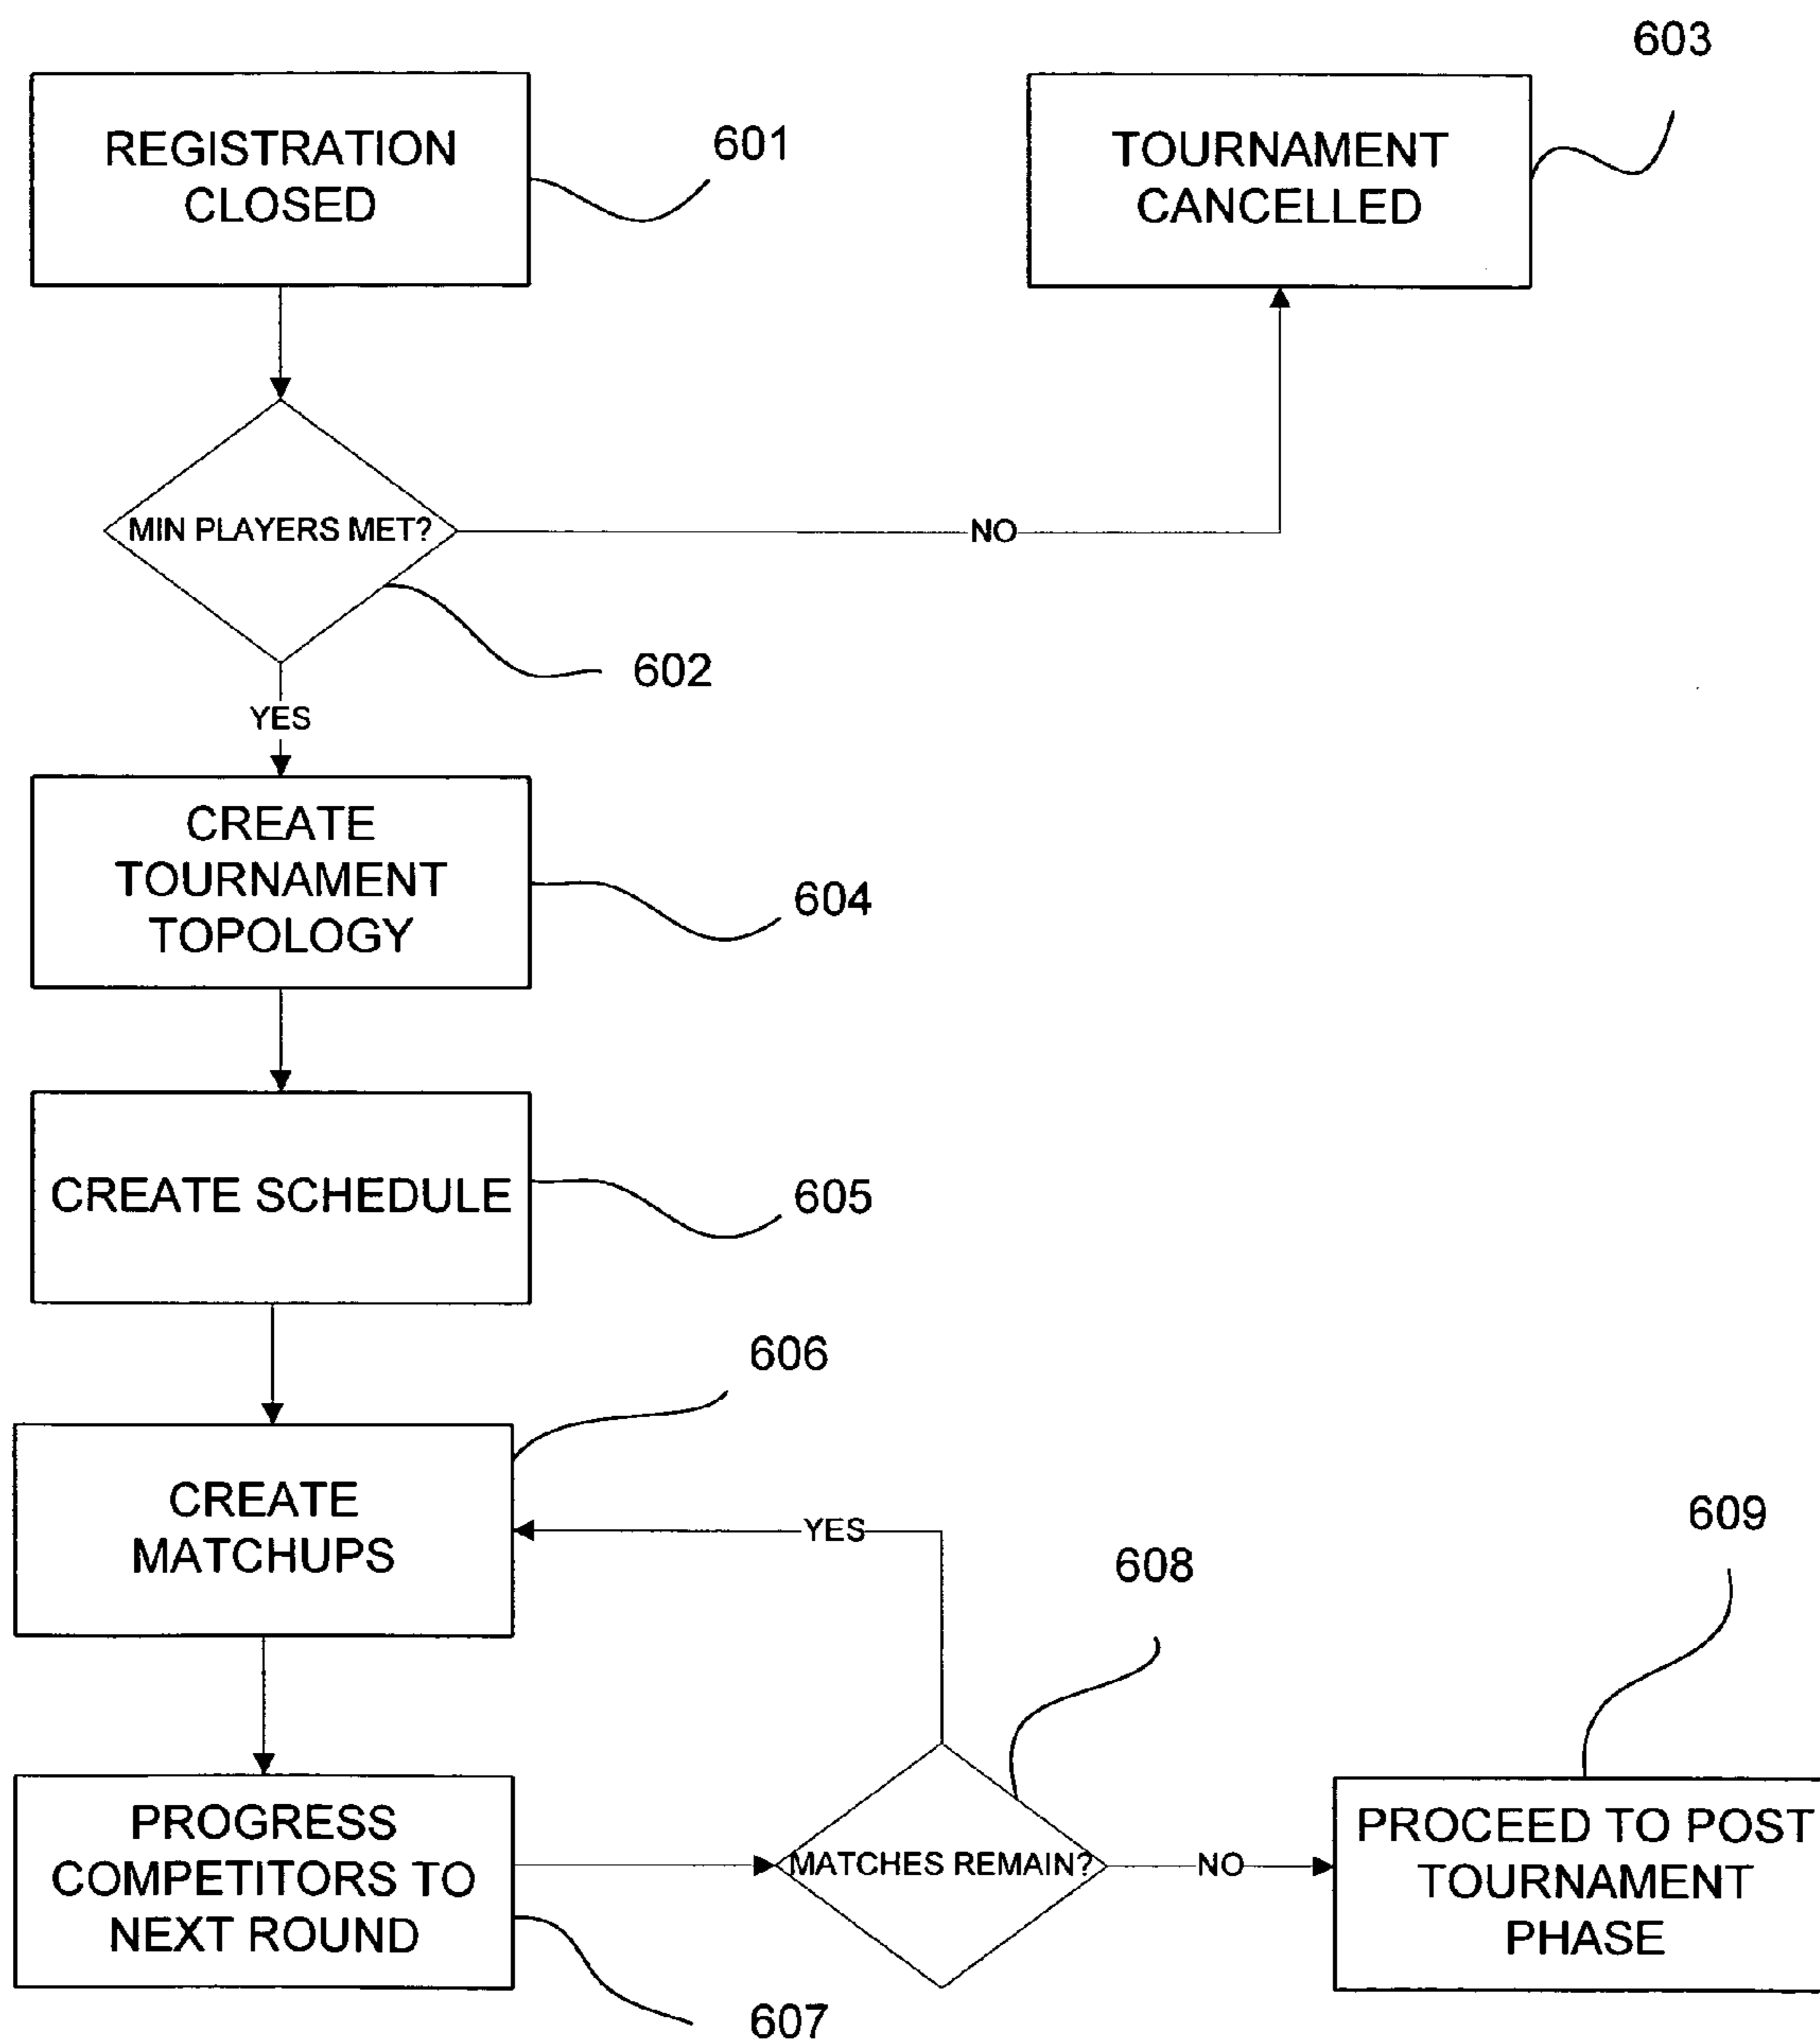 603
REGISTRATION
CLOSED
601
TOURNAMENT
CANCELLED
MIN PLAYERS MET?
NO
602
YES
CREATE
TOURNAMENT
TOPOLOGY
604
CREATE SCHEDULE
605
606
CREATE
MATCHUPS
YES
608
609
PROGRESS
COMPETITORS TO
NEXT ROUND
MATCHES REMAIN?
NO
PROCEED TO POST
TOURNAMENT
PHASE
607